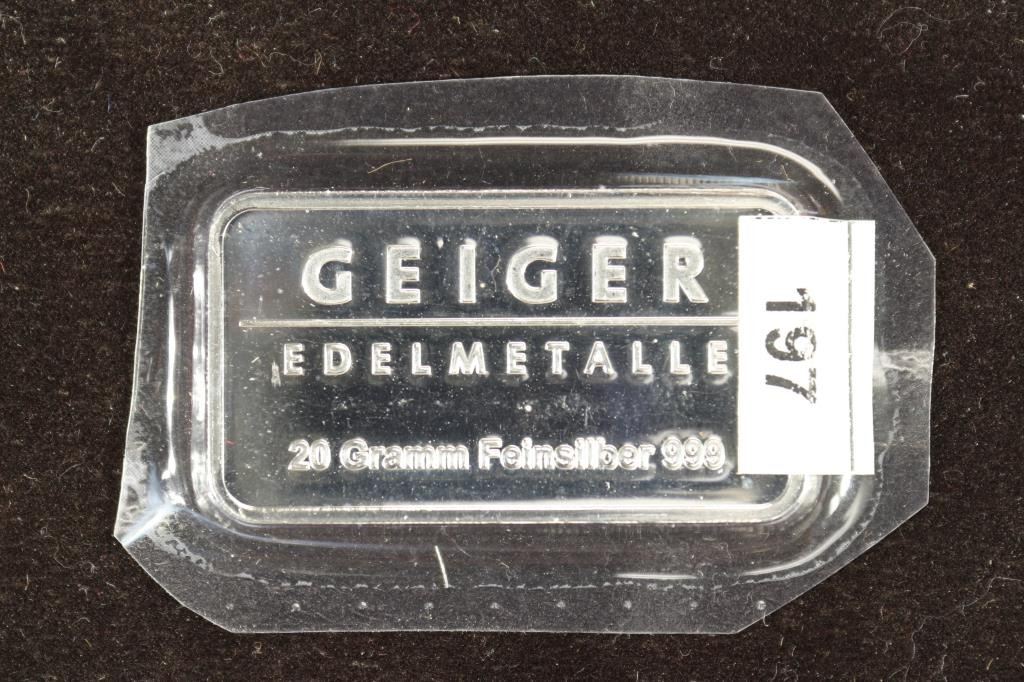 GEIGER
EDELMETALLE
20 Gramm Feinsilber 999
197